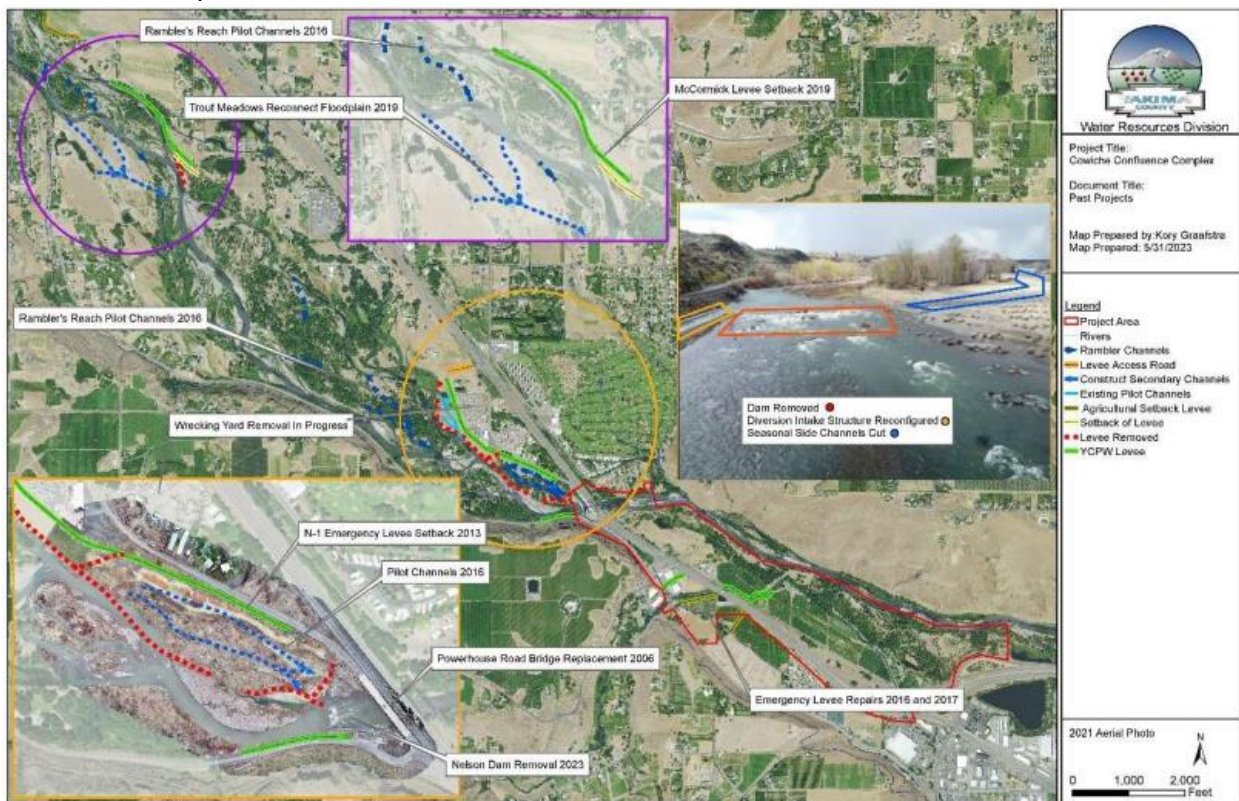 Rambler's Reach Pilot Channels 2016
Trout Meadows Reconnect Floodplain 2019
McCormick Levee Setback 2019
Rambler's Reach Pilot Channels 2016
Wrecking Yard Removal In Progress
Dam Removed
Diversion Intake Structure Reconfigured
Seasonal Side Channels Cut
N-1 Emergency Levee Setback 2013
Pilot Channels 2015
Powerhouse Road Bridge Replacement 2006
Emergency Levee Repairs 2016 and 2017
Nelson Dam Removal 2023
YAKIMA
COUNTY
Water Resources Division
Project Title:
Cowiche Confluence Complex
Document Title:
Past Projects
Map Prepared by:Kory Graafstra
Map Prepared: 5/31/2023
Legend
Project Area
Rivers
Rambler Channels
Levee Access Road
Construct Secondary Channels
Existing Pilot Channels
Agricultural Setback Levee
Setback of Levee
Levee Removed
YCPW Levee
2021 Aerial Photo
N
0 1,000 2,000
Feet